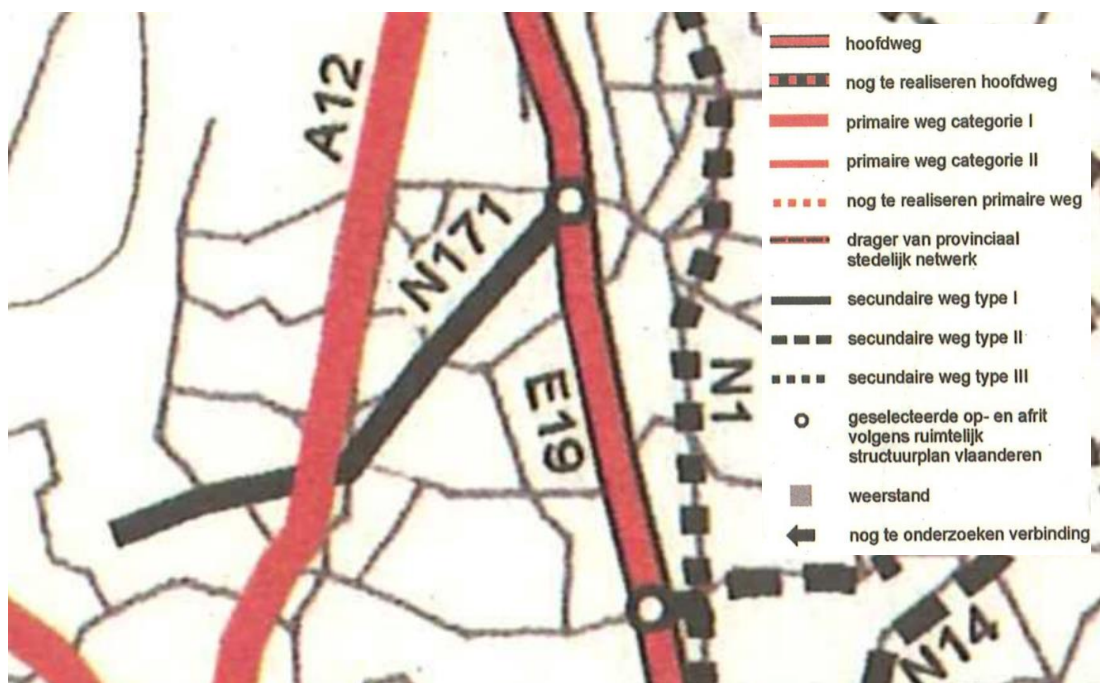 A12
N171
E19
N1
N14
hoofdweg
nog te realiseren hoofdweg
primaire weg categorie I
primaire weg categorie II
nog te realiseren primaire weg
drager van provinciaal
stedelijk netwerk
secundaire weg type I
secundaire weg type II
secundaire weg type III
geselecteerde op- en afrit
volgens ruimtelijk
structuurplan vlaanderen
weerstand
nog te onderzoeken verbinding